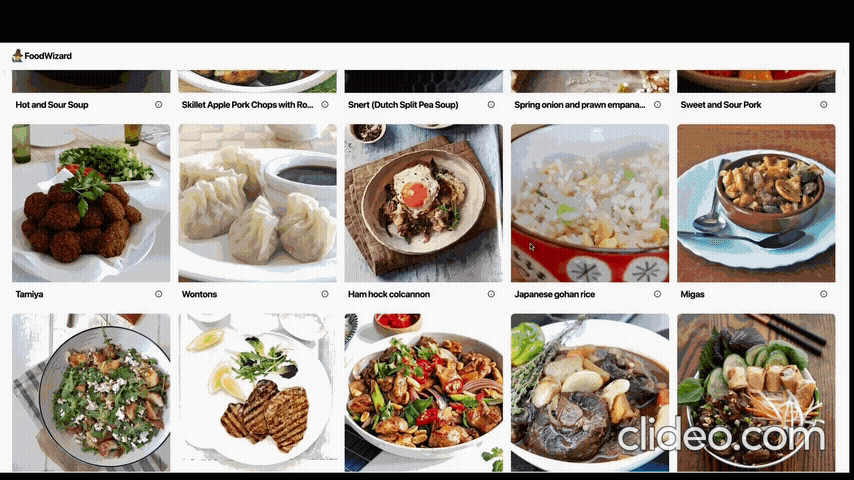 FoodWizard
Hot and Sour Soup
Skillet Apple Pork Chops with Ro...
Snert (Dutch Split Pea Soup)
Spring onion and prawn empana...
Sweet and Sour Pork
Tamiya
Wontons
Ham hock colcannon
Japanese gohan rice
Migas
clideo.com